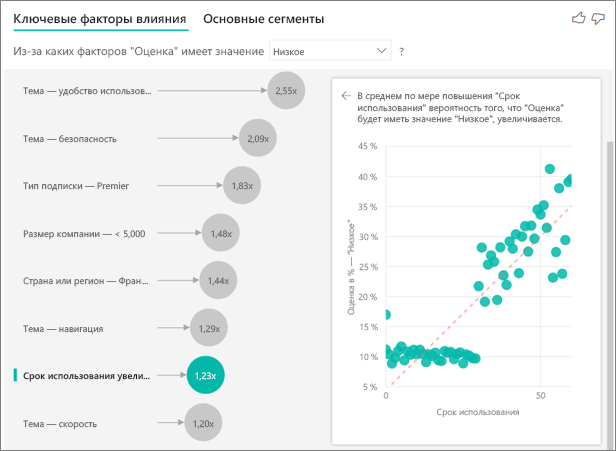 Ключевые факторы влияния Основные сегменты
Из-за каких факторов "Оценка" имеет значение Низкое ?
Тема — удобство использов... 2,55x
Тема — безопасность 2,09x
Тип подписки — Premier 1,83x
Размер компании — < 5,000 1,48x
Страна или регион — Фран... 1,44x
Тема — навигация 1,29x
Срок использования увели... 1,23x
Тема — скорость 1,20x
В среднем по мере повышения "Срок
использования" вероятность того, что "Оценка"
будет иметь значение "Низкое", увеличивается.
Оценка в % — "Низкое"
45 %
40 %
35 %
30 %
25 %
20 %
15 %
10 %
5 %
0 50
Срок использования